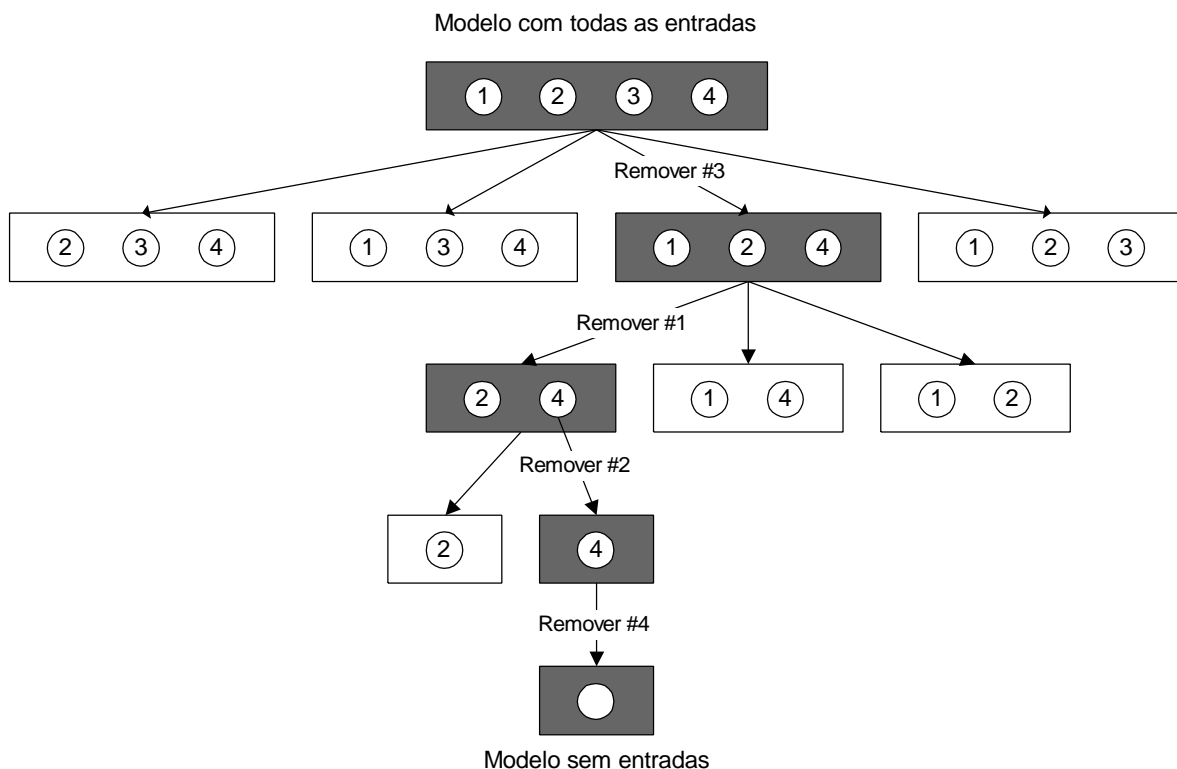 Modelo com todas as entradas
1 2 3 4
Remover #3
2 3 4
1 3 4
1 2 4
1 2 3
Remover #1
2 4
1 4
1 2
Remover #2
2
4
Remover #4
Modelo sem entradas